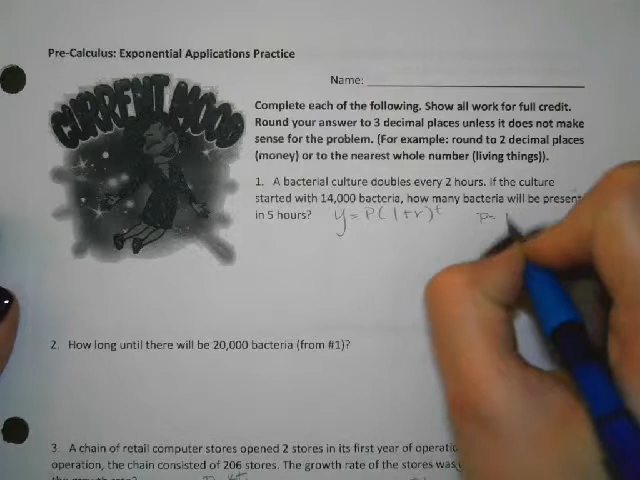 Pre-Calculus: Exponential Applications Practice
Name:
CURRENT MOOD
Complete each of the following. Show all work for full credit.
Round your answer to 3 decimal places unless it does not make
sense for the problem. (For example: round to 2 decimal places
(money) or to the nearest whole number (living things)).
1. A bacterial culture doubles every 2 hours. If the culture
started with 14,000 bacteria, how many bacteria will be present
in 5 hours? y = P(1+r)^t P= 1
2. How long until there will be 20,000 bacteria (from #1)?
3. A chain of retail computer stores opened 2 stores in its first year of
operation, the chain consisted of 206 stores. The growth rate of the stores was